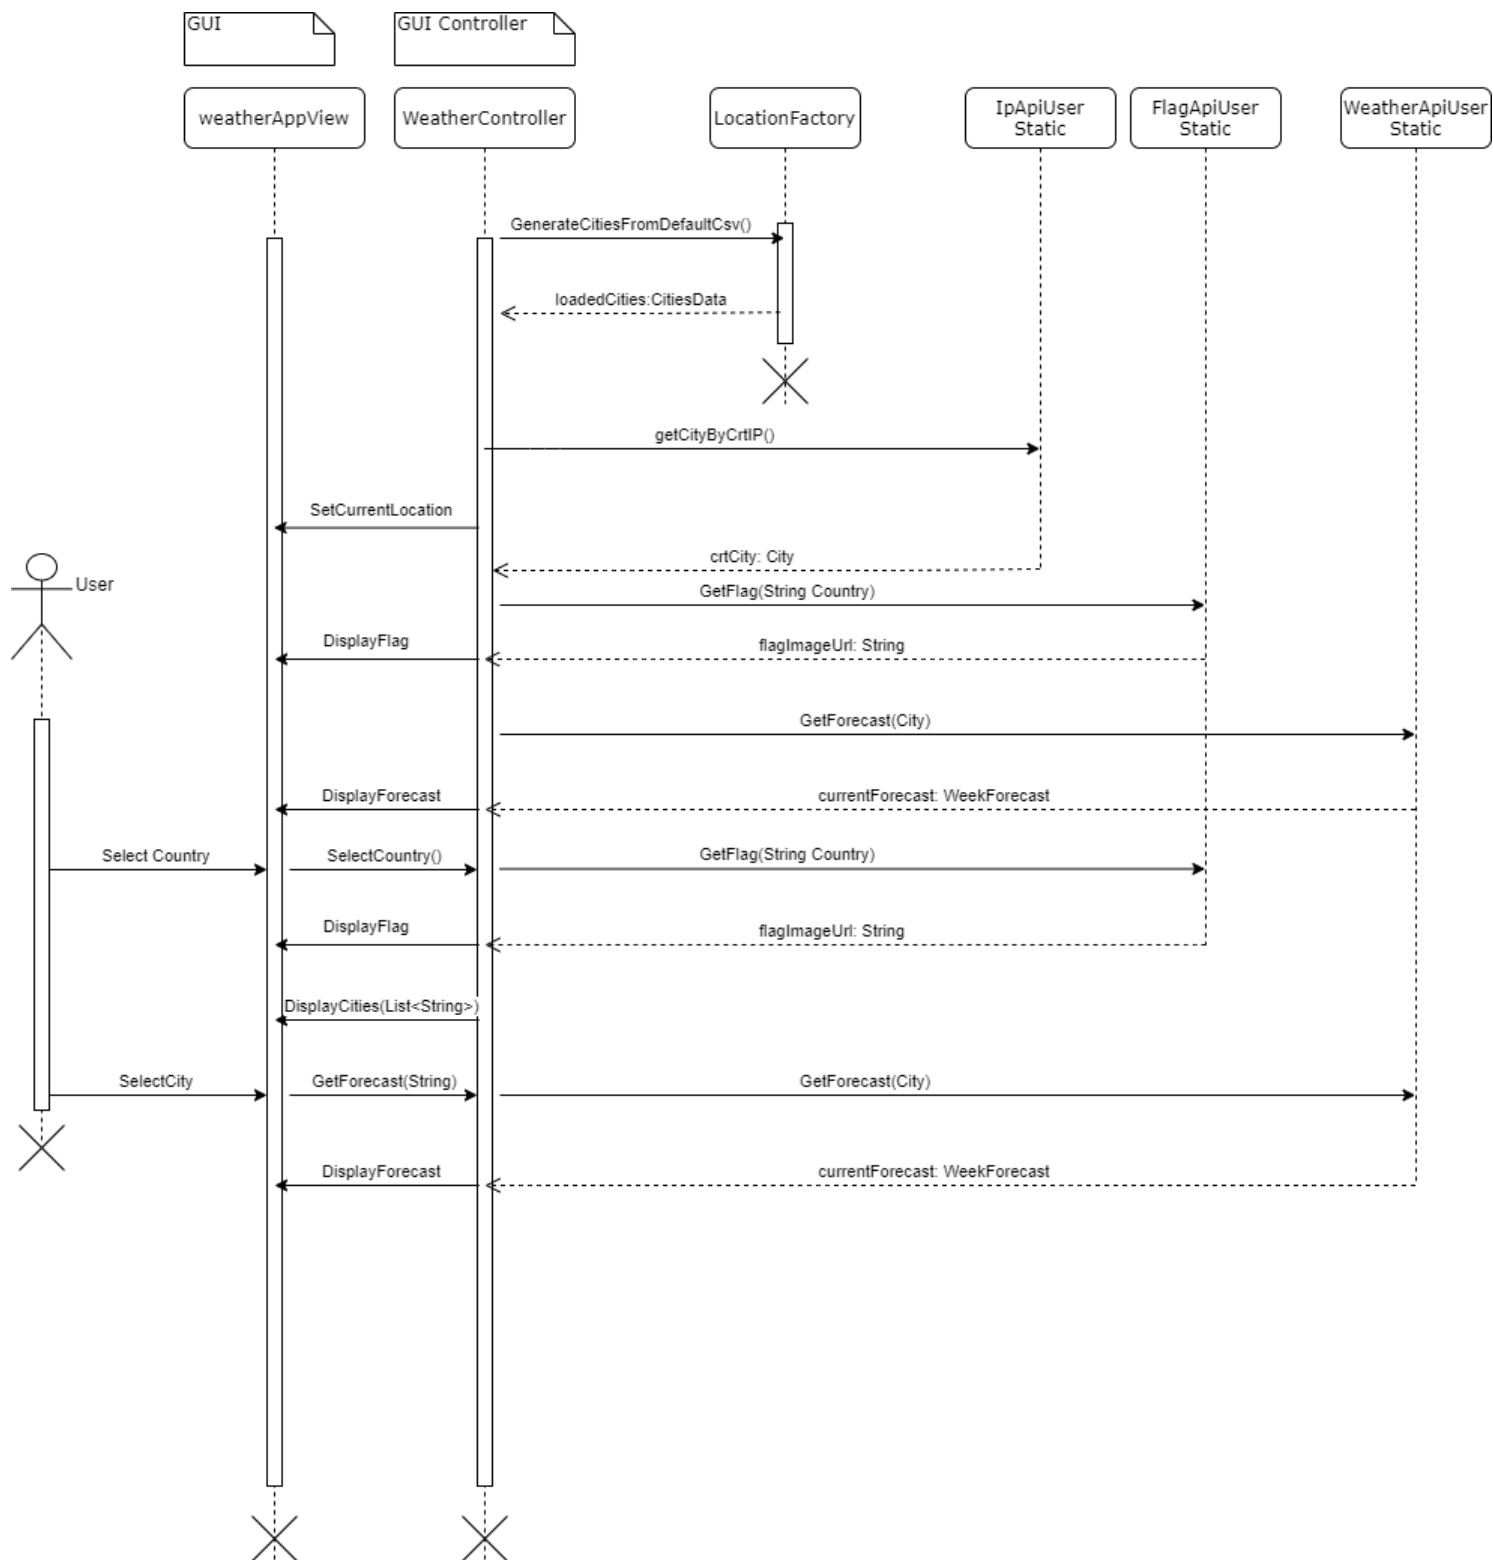 GUI
GUI Controller
weatherAppView
WeatherController
LocationFactory
IpApiUser
Static
FlagApiUser
Static
WeatherApiUser
Static
GenerateCitiesFromDefaultCsv()
loadedCities:CitiesData
getCityByCrtIP()
SetCurrentLocation
crtCity: City
User
GetFlag(String Country)
DisplayFlag
flagImageUrl: String
GetForecast(City)
DisplayForecast
currentForecast: WeekForecast
Select Country
SelectCountry()
GetFlag(String Country)
DisplayFlag
flagImageUrl: String
DisplayCities(List<String>)
SelectCity
GetForecast(String)
GetForecast(City)
DisplayForecast
currentForecast: WeekForecast